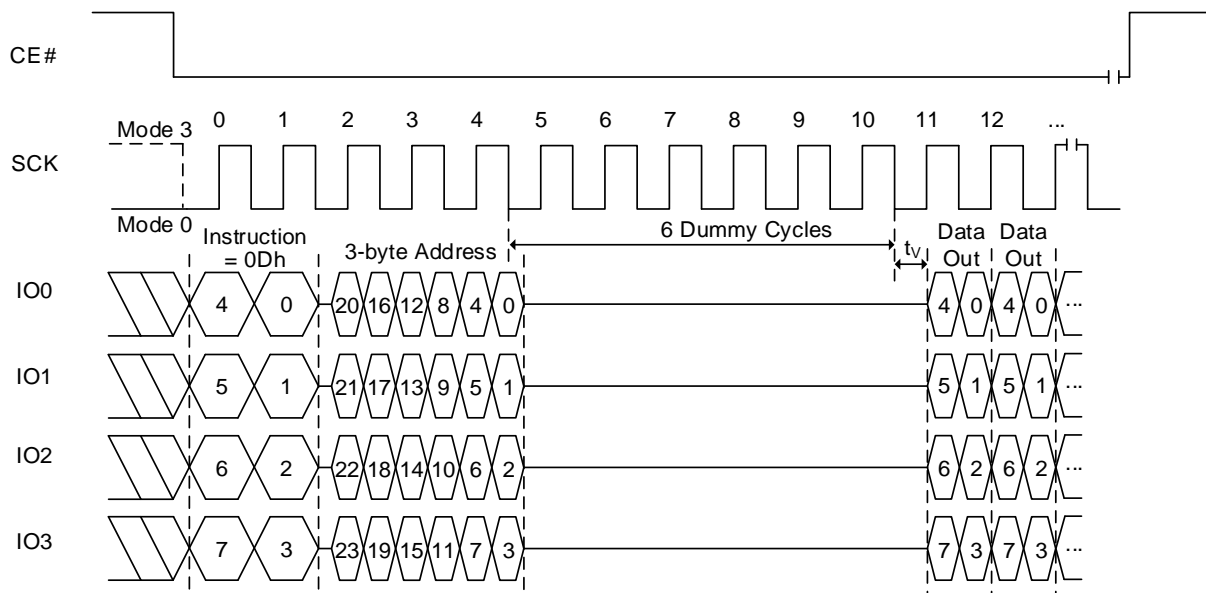 CE#
0 1 2 3 4 5 6 7 8 9 10 11 12 ...
Mode 3
SCK
Mode 0
Instruction = 0Dh
3-byte Address
6 Dummy Cycles
tV
Data Out
Data Out
IO0
4 0 20 16 12 8 4 0 4 0 4 0 ...
IO1
5 1 21 17 13 9 5 1 5 1 5 1 ...
IO2
6 2 22 18 14 10 6 2 6 2 6 2 ...
IO3
7 3 23 19 15 11 7 3 7 3 7 3 ...